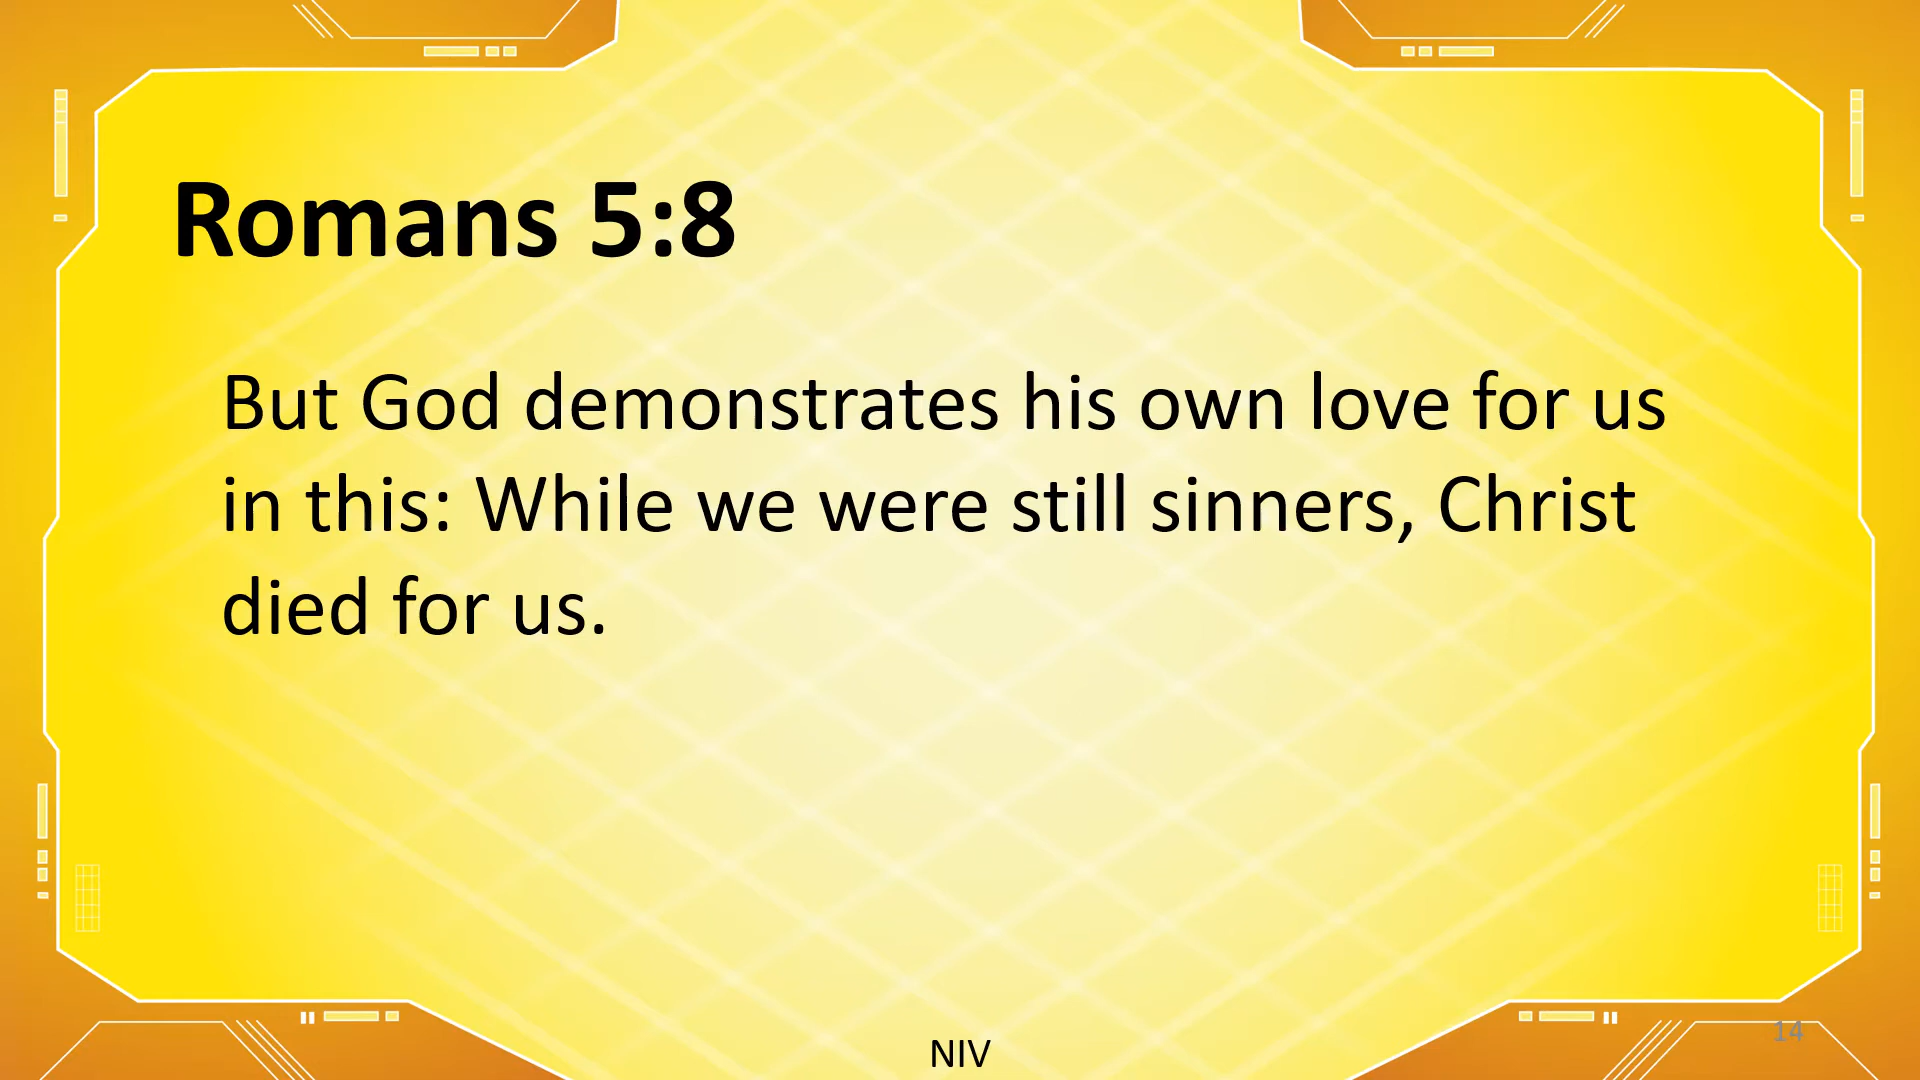 Romans 5:8
But God demonstrates his own love for us
in this: While we were still sinners, Christ
died for us.
NIV
14